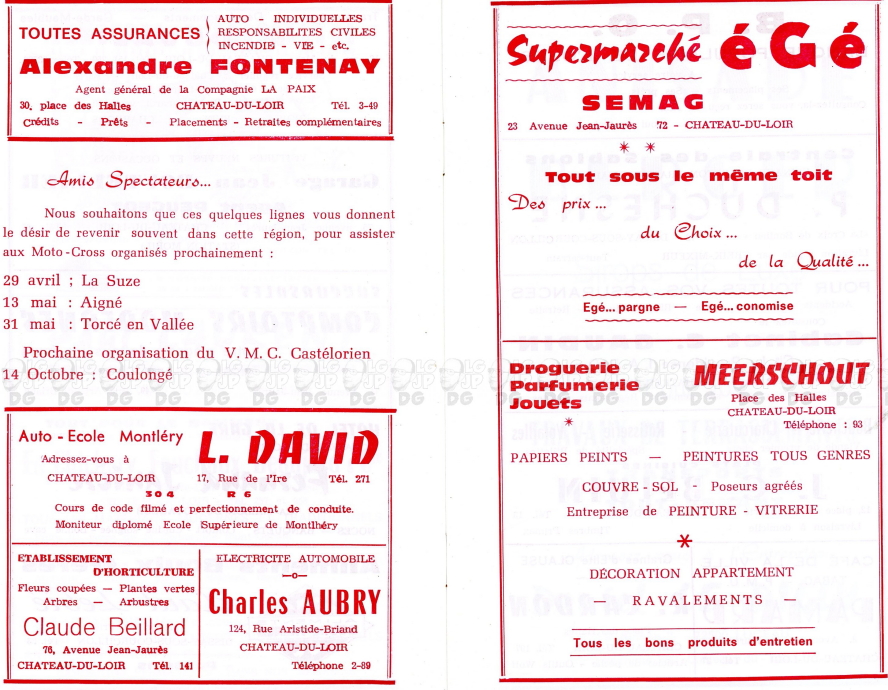 TOUTES ASSURANCES
AUTO - INDIVIDUELLES
RESPONSABILITES CIVILES
INCENDIE - VIE - etc.
Alexandre FONTENAY
Agent général de la Compagnie LA PAIX
30, place des Halles CHATEAU-DU-LOIR Tél. 3-49
Crédits - Prêts - Placements - Retraites complémentaires
Amis Spectateurs...
Nous souhaitons que ces quelques lignes vous donnent
le désir de revenir souvent dans cette région, pour assister
aux Moto-Cross organisés prochainement :
29 avril ; La Suze
13 mai : Aigné
31 mai : Torcé en Vallée
Prochaine organisation du V. M. C. Castélorien
14 Octobre : Coulongé
Auto - Ecole Montléry
Adressez-vous à
L. DAVID
CHATEAU-DU-LOIR 17, Rue de l'Ire Tél. 271
304 R 6
Cours de code filmé et perfectionnement de conduite.
Moniteur diplomé Ecole Supérieure de Montlhéry
ETABLISSEMENT
D'HORTICULTURE
Fleurs coupées — Plantes vertes
Arbres - Arbustres
Claude Beillard
76, Avenue Jean-Jaurès
CHATEAU-DU-LOIR Tél. 141
ELECTRICITE AUTOMOBILE
—o—
Charles AUBRY
124, Rue Aristide-Briand
CHATEAU-DU-LOIR
Téléphone 2-89
Supermarché éGé
SEMAG
23 Avenue Jean-Jaurès 72 - CHATEAU-DU-LOIR
* *
Tout sous le même toit
Des prix...
du Choix...
de la Qualité...
Egé... pargne — Egé... conomise
Droguerie
Parfumerie
Jouets
*
MEERSCHOUT
Place des Halles
CHATEAU-DU-LOIR
Téléphone : 93
PAPIERS PEINTS — PEINTURES TOUS GENRES
COUVRE-SOL - Poseurs agréés
Entreprise de PEINTURE - VITRERIE
*
DÉCORATION APPARTEMENT
— RAVALEMENTS —
Tous les bons produits d'entretien